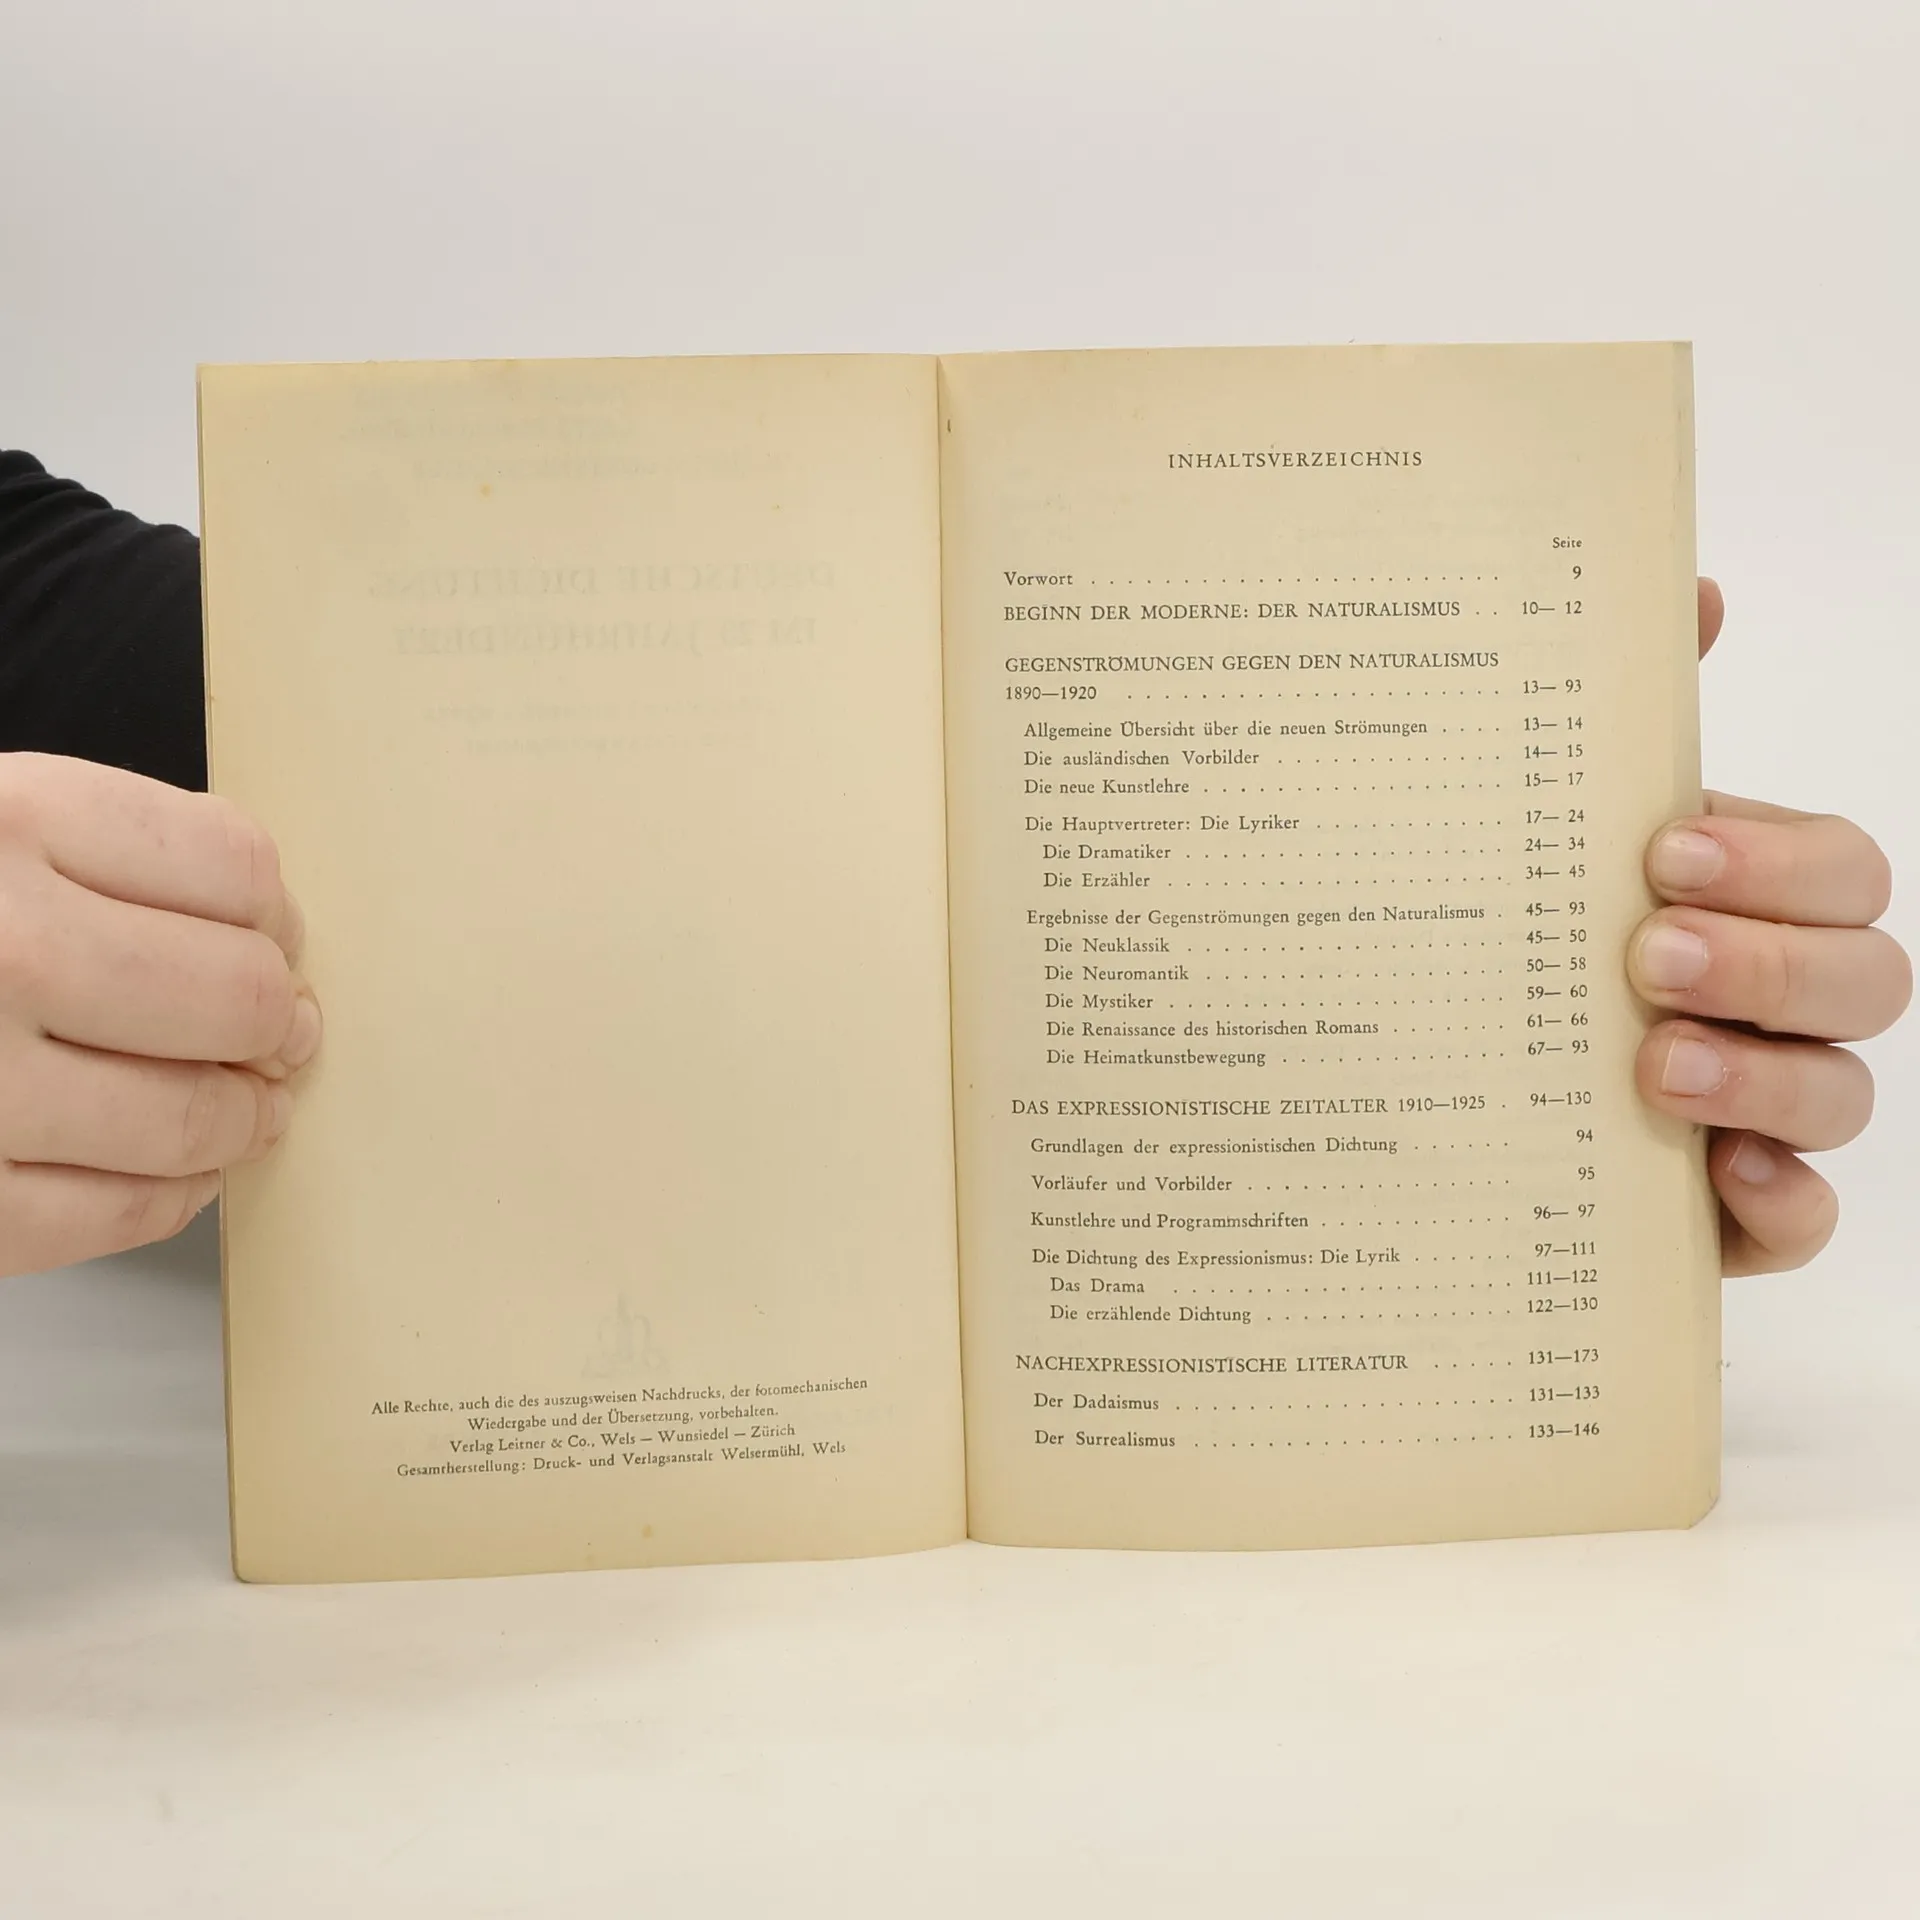 Alle Rechte, auch die des auszugsweisen Nachdrucks, der fotomechanischen
Wiedergabe und der Übersetzung, vorbehalten.
Verlag Leitner & Co., Wels — Wunsiedel — Zürich
Gesamtherstellung: Druck- und Verlagsanstalt Welsermühl, Wels
INHALTSVERZEICHNIS
Seite
Vorwort . . . . . . . . . . . . . . . . . . . . . . . 9
BEGINN DER MODERNE: DER NATURALISMUS . . 10— 12
GEGENSTRÖMUNGEN GEGEN DEN NATURALISMUS
1890—1920 . . . . . . . . . . . . . . . . . . . . . 13— 93
Allgemeine Übersicht über die neuen Strömungen . . . . 13— 14
Die ausländischen Vorbilder . . . . . . . . . . . . . 14— 15
Die neue Kunstlehre . . . . . . . . . . . . . . . . . 15— 17
Die Hauptvertreter: Die Lyriker . . . . . . . . . . . 17— 24
Die Dramatiker . . . . . . . . . . . . . . . . . . 24— 34
Die Erzähler . . . . . . . . . . . . . . . . . . . 34— 45
Ergebnisse der Gegenströmungen gegen den Naturalismus . 45— 93
Die Neuklassik . . . . . . . . . . . . . . . . . . 45— 50
Die Neuromantik . . . . . . . . . . . . . . . . . 50— 58
Die Mystiker . . . . . . . . . . . . . . . . . . . 59— 60
Die Renaissance des historischen Romans . . . . . . . 61— 66
Die Heimatkunstbewegung . . . . . . . . . . . . . 67— 93
DAS EXPRESSIONISTISCHE ZEITALTER 1910—1925 . 94—130
Grundlagen der expressionistischen Dichtung . . . . . . 94
Vorläufer und Vorbilder . . . . . . . . . . . . . . . 95
Kunstlehre und Programmschriften . . . . . . . . . . . 96— 97
Die Dichtung des Expressionismus: Die Lyrik . . . . . . 97—111
Das Drama . . . . . . . . . . . . . . . . . . . 111—122
Die erzählende Dichtung . . . . . . . . . . . . . . 122—130
NACHEXPRESSIONISTISCHE LITERATUR . . . . . 131—173
Der Dadaismus . . . . . . . . . . . . . . . . . . . 131—133
Der Surrealismus . . . . . . . . . . . . . . . . . . 133—146